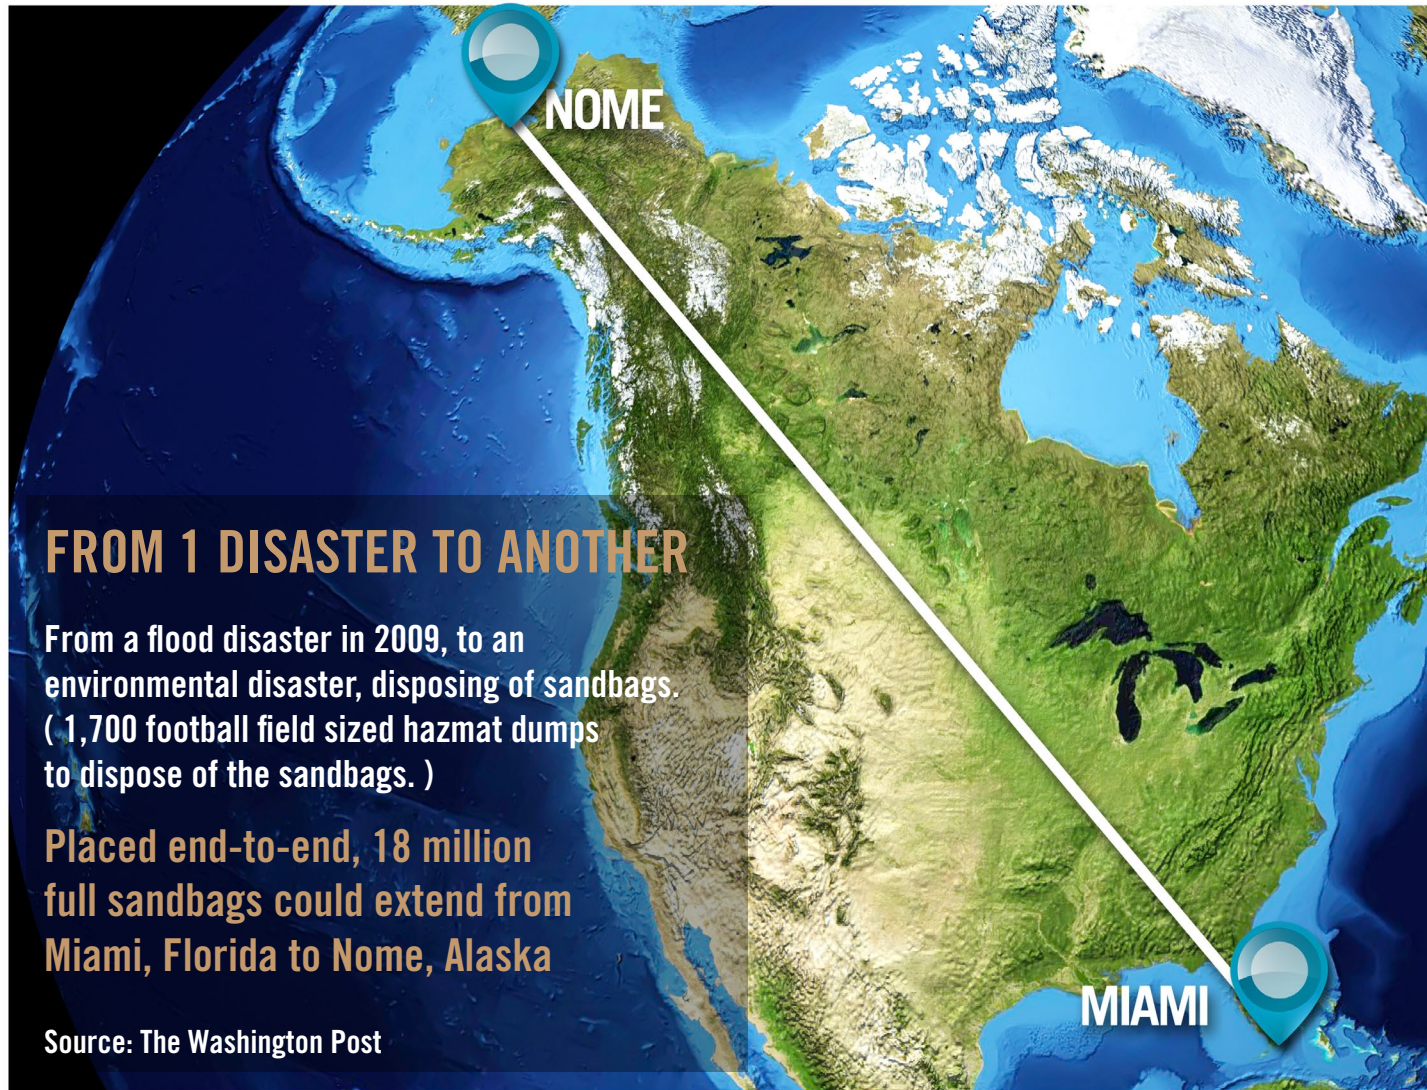 NOME
FROM 1 DISASTER TO ANOTHER
From a flood disaster in 2009, to an
environmental disaster, disposing of sandbags.
( 1,700 football field sized hazmat dumps
to dispose of the sandbags. )
Placed end-to-end, 18 million
full sandbags could extend from
Miami, Florida to Nome, Alaska
MIAMI
Source: The Washington Post